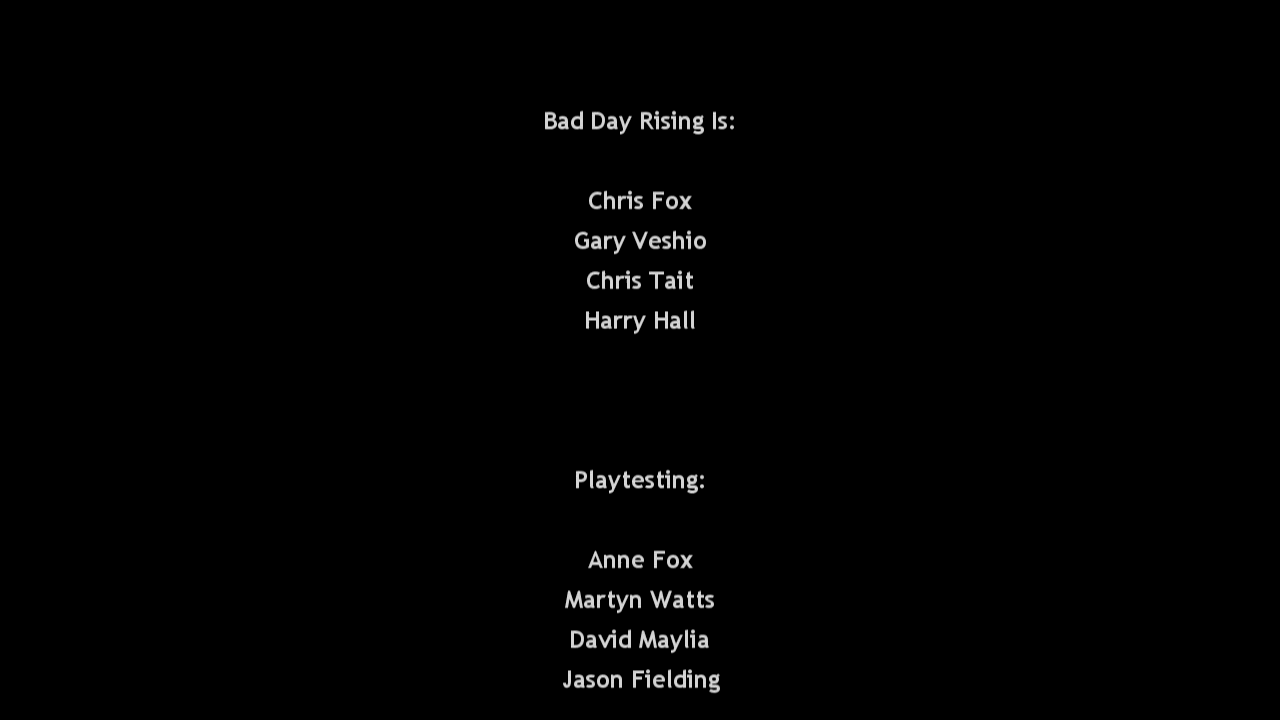 Bad Day Rising Is:
Chris Fox
Gary Veshio
Chris Tait
Harry Hall
Playtesting:
Anne Fox
Martyn Watts
David Maylia
Jason Fielding